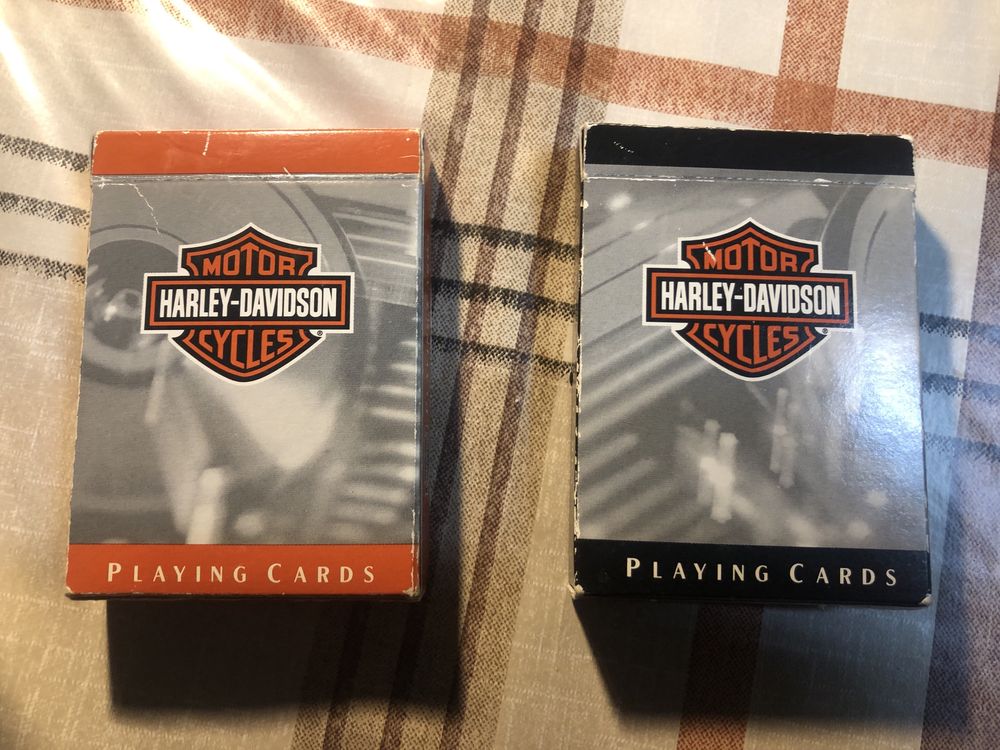 MOTOR
HARLEY-DAVIDSON
CYCLES®
PLAYING CARDS
MOTOR
HARLEY-DAVIDSON
CYCLES®
PLAYING CARDS